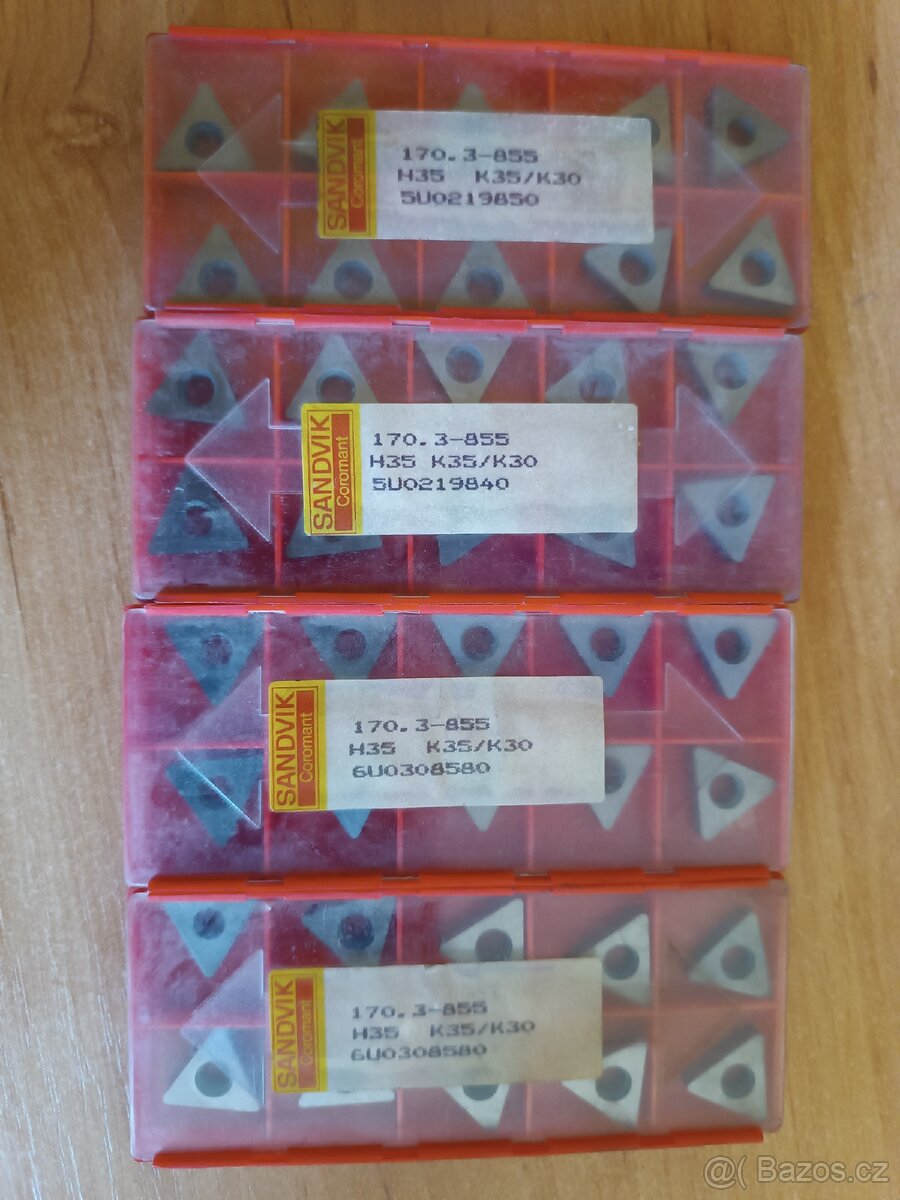 SANDVIK
Coromant
170.3-855
H35 K35/K30
5U0219850
SANDVIK
Coromant
170.3-855
H35 K35/K30
5U0219840
SANDVIK
Coromant
170.3-855
H35 K35/K30
6U0308580
SANDVIK
Coromant
170.3-855
H35 K35/K30
6U0308580
@( Bazos.cz